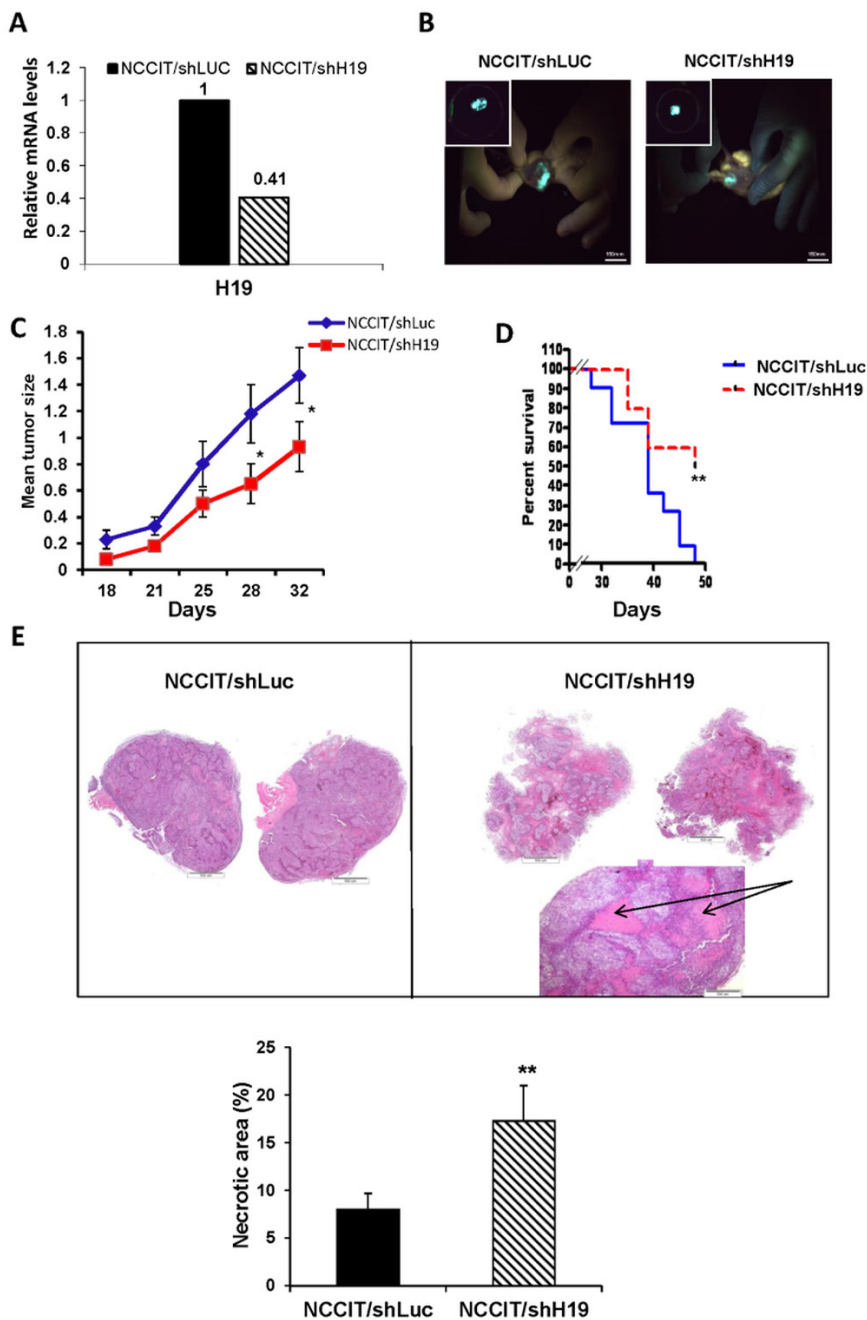 A
NCCIT/shLUC
NCCIT/shH19
Relative mRNA levels
1.2
1
0.8
0.6
0.4
0.2
0
1
0.41
H19
B
NCCIT/shLUC
NCCIT/shH19
C
NCCIT/shLuc
NCCIT/shH19
Mean tumor size
1.8
1.6
1.4
1.2
1
0.8
0.6
0.4
0.2
0
*
*
18 21 25 28 32
Days
D
NCCIT/shLuc
NCCIT/shH19
Percent survival
110
100
90
80
70
60
50
40
30
20
10
0
**
0 30 40 50
Days
E
NCCIT/shLuc
NCCIT/shH19
Necrotic area (%)
25
20
15
10
5
0
**
NCCIT/shLuc NCCIT/shH19